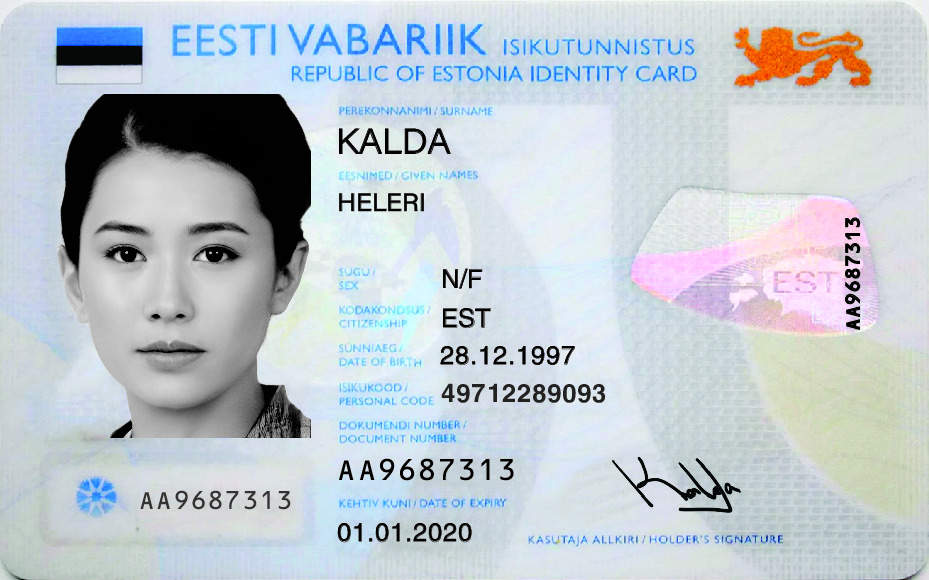 EESTI VABARIIK ISIKUTUNNISTUS
REPUBLIC OF ESTONIA IDENTITY CARD
PEREKONNANIMI / SURNAME
KALDA
EESNIMED / GIVEN NAMES
HELERI
SUGU /
SEX
N/F
KODAKONDSUS /
CITIZENSHIP
EST
SÜNNIAEG /
DATE OF BIRTH
28.12.1997
ISIKUKOOD /
PERSONAL CODE
49712289093
DOKUMENDI NUMBER /
DOCUMENT NUMBER
AA9687313
KEHTIV KUNI / DATE OF EXPIRY
01.01.2020
AA9687313
EST
AA9687313
Kalda
KASUTAJA ALLKIRI / HOLDER'S SIGNATURE